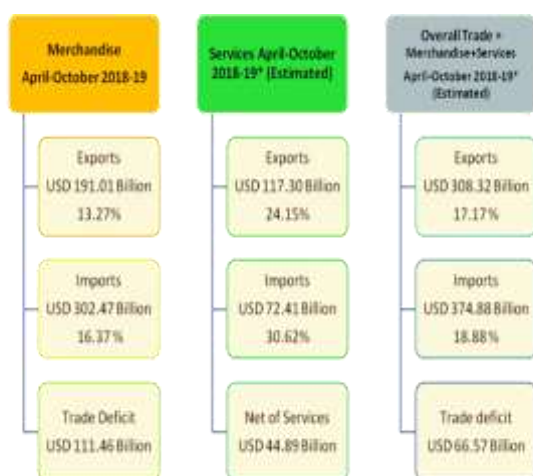 Merchandise
April-October 2018-19
Exports
USD 191.01 Billion
13.27%
Imports
USD 302.47 Billion
16.37%
Trade Deficit
USD 111.46 Billion
Services April-October
2018-19* (Estimated)
Exports
USD 117.30 Billion
24.15%
Imports
USD 72.41 Billion
30.62%
Net of Services
USD 44.89 Billion
Overall Trade =
Merchandise+Services
April-October 2018-19*
(Estimated)
Exports
USD 308.32 Billion
17.17%
Imports
USD 374.88 Billion
18.88%
Trade deficit
USD 66.57 Billion